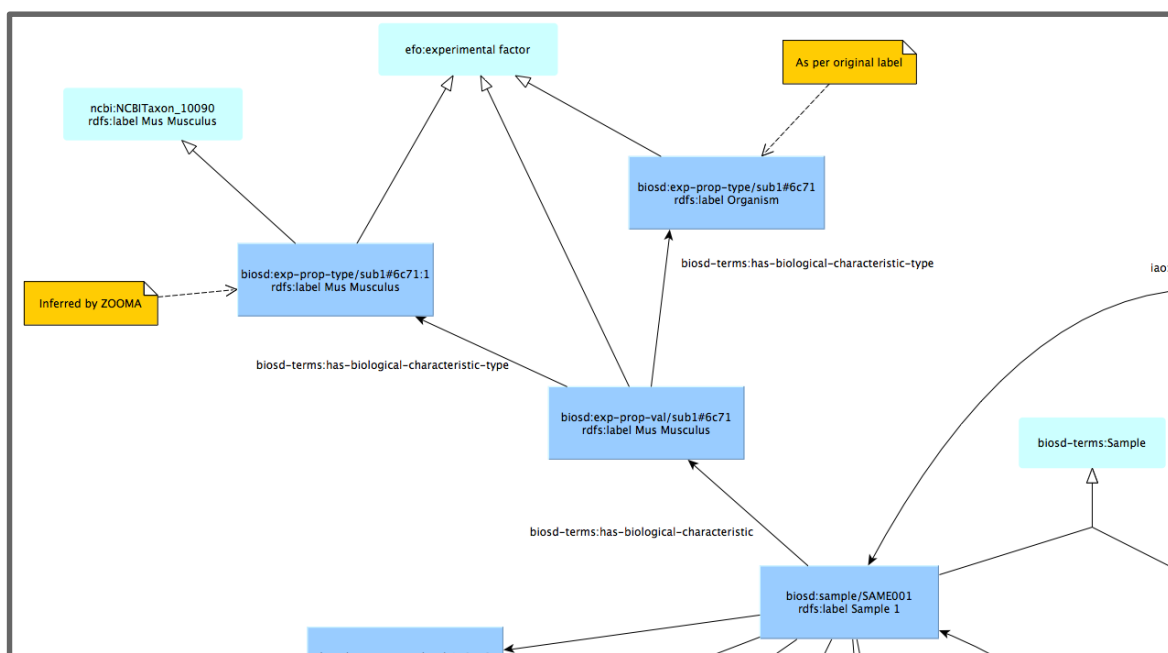 efo:experimental factor
As per original label
ncbi:NCBITaxon_10090
rdfs:label Mus Musculus
biosd:exp-prop-type/sub1#6c71
rdfs:label Organism
biosd-terms:has-biological-characteristic-type
iao:
biosd:exp-prop-type/sub1#6c71:1
rdfs:label Mus Musculus
Inferred by ZOOMA
biosd-terms:has-biological-characteristic-type
biosd:exp-prop-val/sub1#6c71
rdfs:label Mus Musculus
biosd-terms:Sample
biosd-terms:has-biological-characteristic
biosd:sample/SAME001
rdfs:label Sample 1